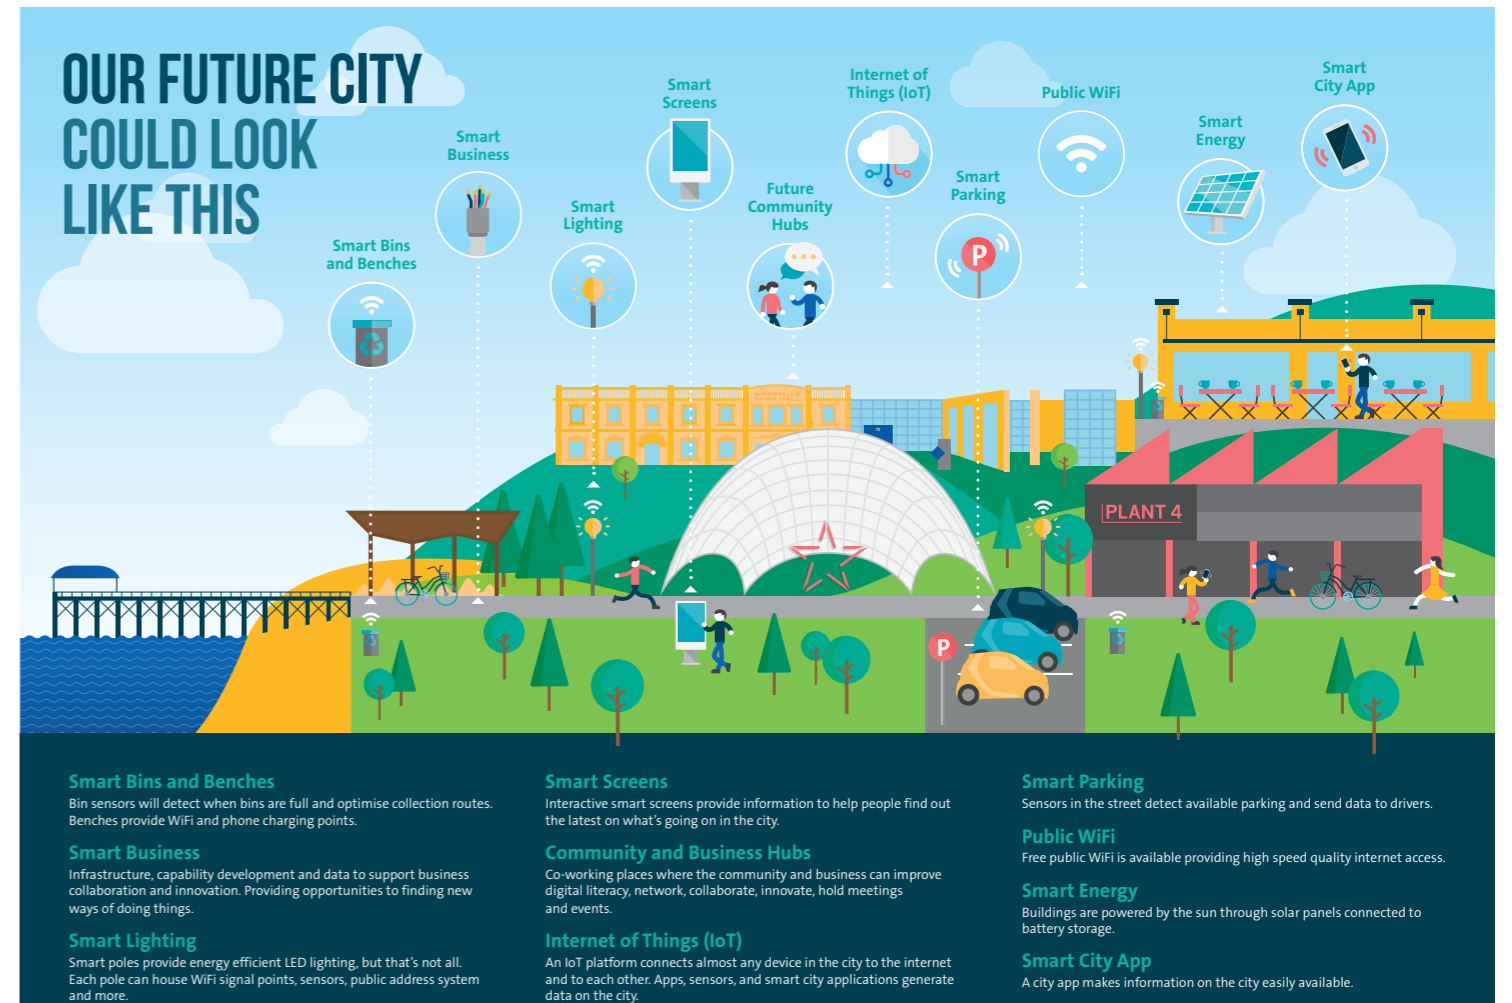 OUR FUTURE CITY
COULD LOOK
LIKE THIS
Smart Bins
and Benches
Smart
Business
Smart
Lighting
Smart
Screens
Future
Community
Hubs
Internet of
Things (IoT)
Smart
Parking
P
Public WiFi
Smart
Energy
Smart
City App
PLANT 4
P
Smart Bins and Benches
Bin sensors will detect when bins are full and optimise collection routes.
Benches provide WiFi and phone charging points.
Smart Business
Infrastructure, capability development and data to support business
collaboration and innovation. Providing opportunities to finding new
ways of doing things.
Smart Lighting
Smart poles provide energy efficient LED lighting, but that's not all.
Each pole can house WiFi signal points, sensors, public address system
and more.
Smart Screens
Interactive smart screens provide information to help people find out
the latest on what's going on in the city.
Community and Business Hubs
Co-working places where the community and business can improve
digital literacy, network, collaborate, innovate, hold meetings
and events.
Internet of Things (IoT)
An IoT platform connects almost any device in the city to the internet
and to each other. Apps, sensors, and smart city applications generate
data on the city.
Smart Parking
Sensors in the street detect available parking and send data to drivers.
Public WiFi
Free public WiFi is available providing high speed quality internet access.
Smart Energy
Buildings are powered by the sun through solar panels connected to
battery storage.
Smart City App
A city app makes information on the city easily available.